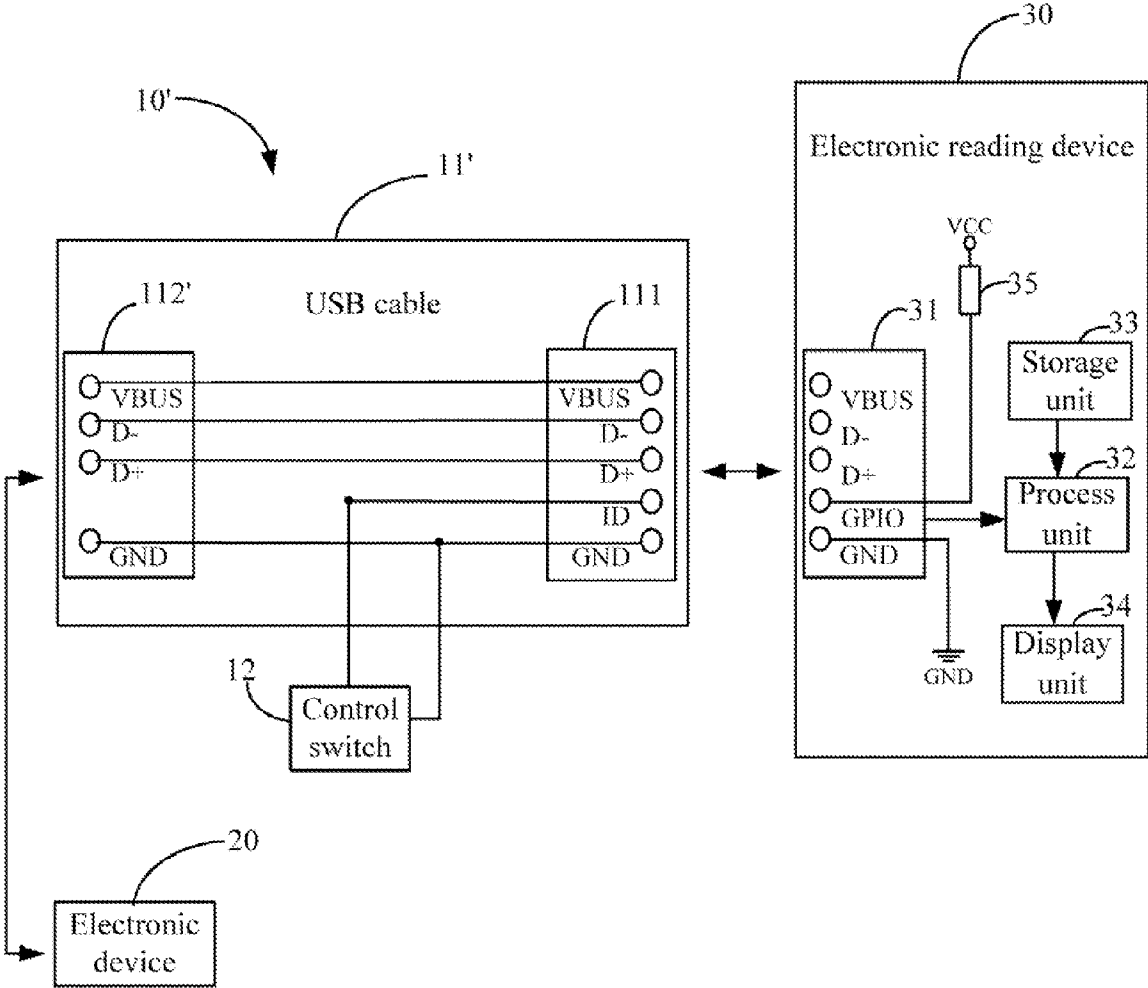 30
10'
11'
Electronic reading device
VCC
35
112'
USB cable
111
31
33
Storage
unit
VBUS
VBUS
VBUS
D-
D-
D-
D+
D+
D+
32
Process
unit
ID
GPIO
GND
GND
GND
34
Display
unit
GND
12
Control
switch
20
Electronic
device